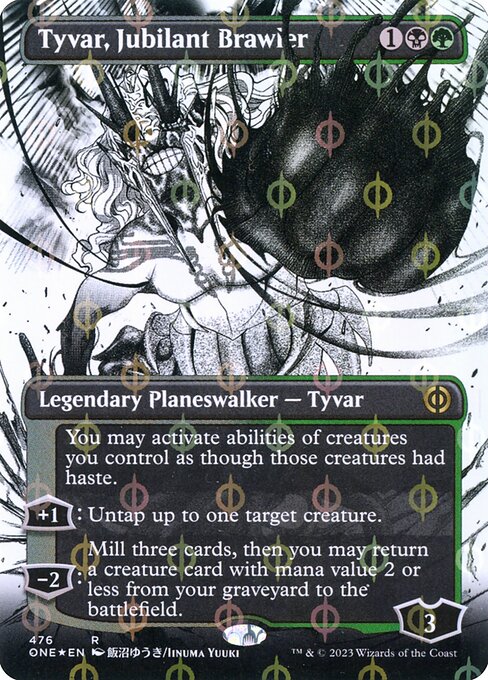 Tyvar, Jubilant Brawler 1
Legendary Planeswalker — Tyvar
You may activate abilities of creatures
you control as though those creatures had
haste.
+1: Untap up to one target creature.
Mill three cards, then you may return
−2: a creature card with mana value 2 or
less from your graveyard to the
battlefield.
3
476 R
ONE★EN 飯沼ゆうき/Iinuma Yuuki ™ & © 2023 Wizards of the Coast